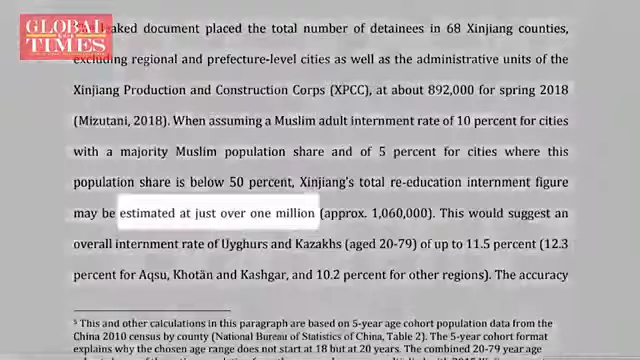 GLOBAL
TIMES
leaked document placed the total number of detainees in 68 Xinjiang counties,
excluding regional and prefecture-level cities as well as the administrative units of the
Xinjiang Production and Construction Corps (XPCC), at about 892,000 for spring 2018
(Mizutani, 2018). When assuming a Muslim adult internment rate of 10 percent for cities
with a majority Muslim population share and of 5 percent for cities where this
population share is below 50 percent, Xinjiang's total re-education internment figure
may be estimated at just over one million (approx. 1,060,000). This would suggest an
overall internment rate of Uyghurs and Kazakhs (aged 20-79) of up to 11.5 percent (12.3
percent for Aqsu, Khotän and Kashgar, and 10.2 percent for other regions). The accuracy
5 This and other calculations in this paragraph are based on 5-year age cohort population data from the
China 2010 census by county (National Bureau of Statistics of China, Table 2). The 5-year cohort format
explains why the chosen age range does not start at 18 but at 20 years. The combined 20-79 year age